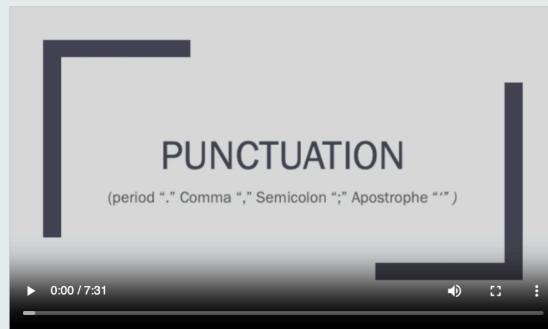 PUNCTUATION
(period “.” Comma “,” Semicolon “;” Apostrophe “‘” )
0:00 / 7:31